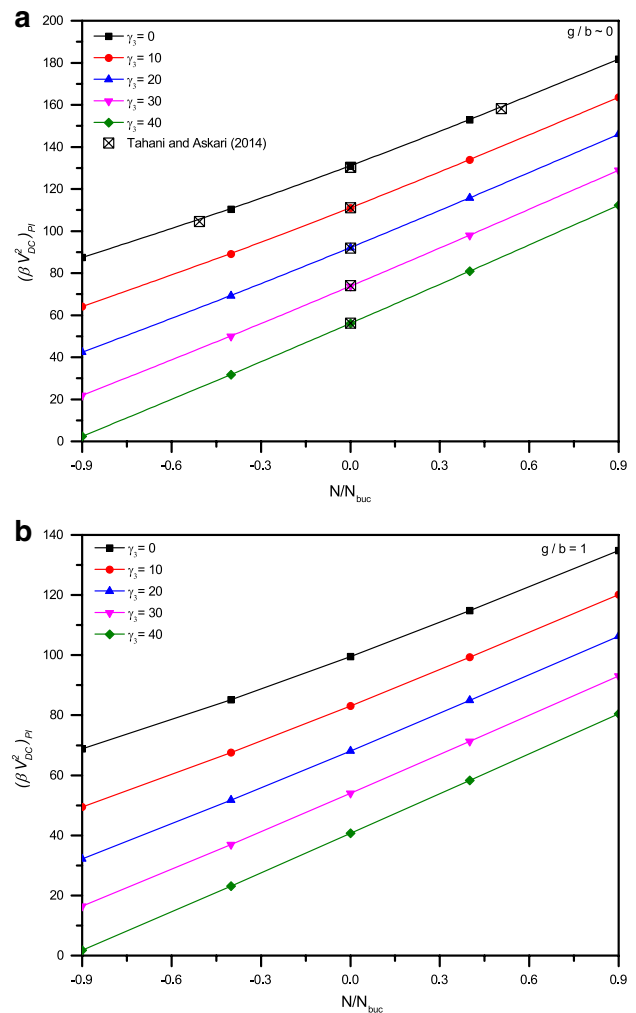 a
g / b ~ 0
γ3 = 0
γ3 = 10
γ3 = 20
γ3 = 30
γ3 = 40
Tahani and Askari (2014)
(β V²DC)PI
200
180
160
140
120
100
80
60
40
20
0
-0.9 -0.6 -0.3 0.0 0.3 0.6 0.9
N/Nbuc
b
g / b = 1
γ3 = 0
γ3 = 10
γ3 = 20
γ3 = 30
γ3 = 40
(β V²DC)PI
140
120
100
80
60
40
20
0
-0.9 -0.6 -0.3 0.0 0.3 0.6 0.9
N/Nbuc